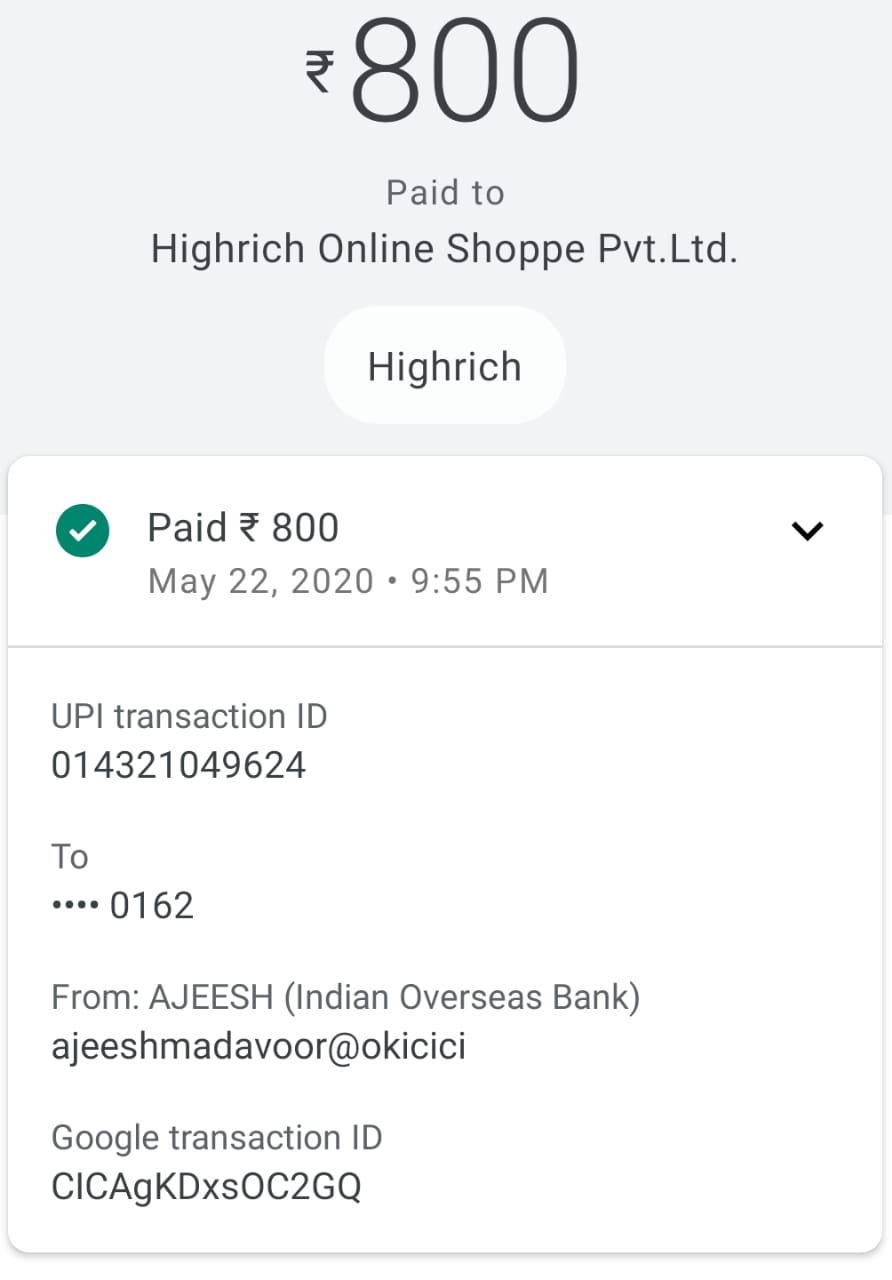 ₹800
Paid to
Highrich Online Shoppe Pvt.Ltd.
Highrich
Paid ₹ 800
May 22, 2020 • 9:55 PM
UPI transaction ID
014321049624
To
•••• 0162
From: AJEESH (Indian Overseas Bank)
ajeeshmadavoor@okicici
Google transaction ID
CICAgKDxsOC2GQ